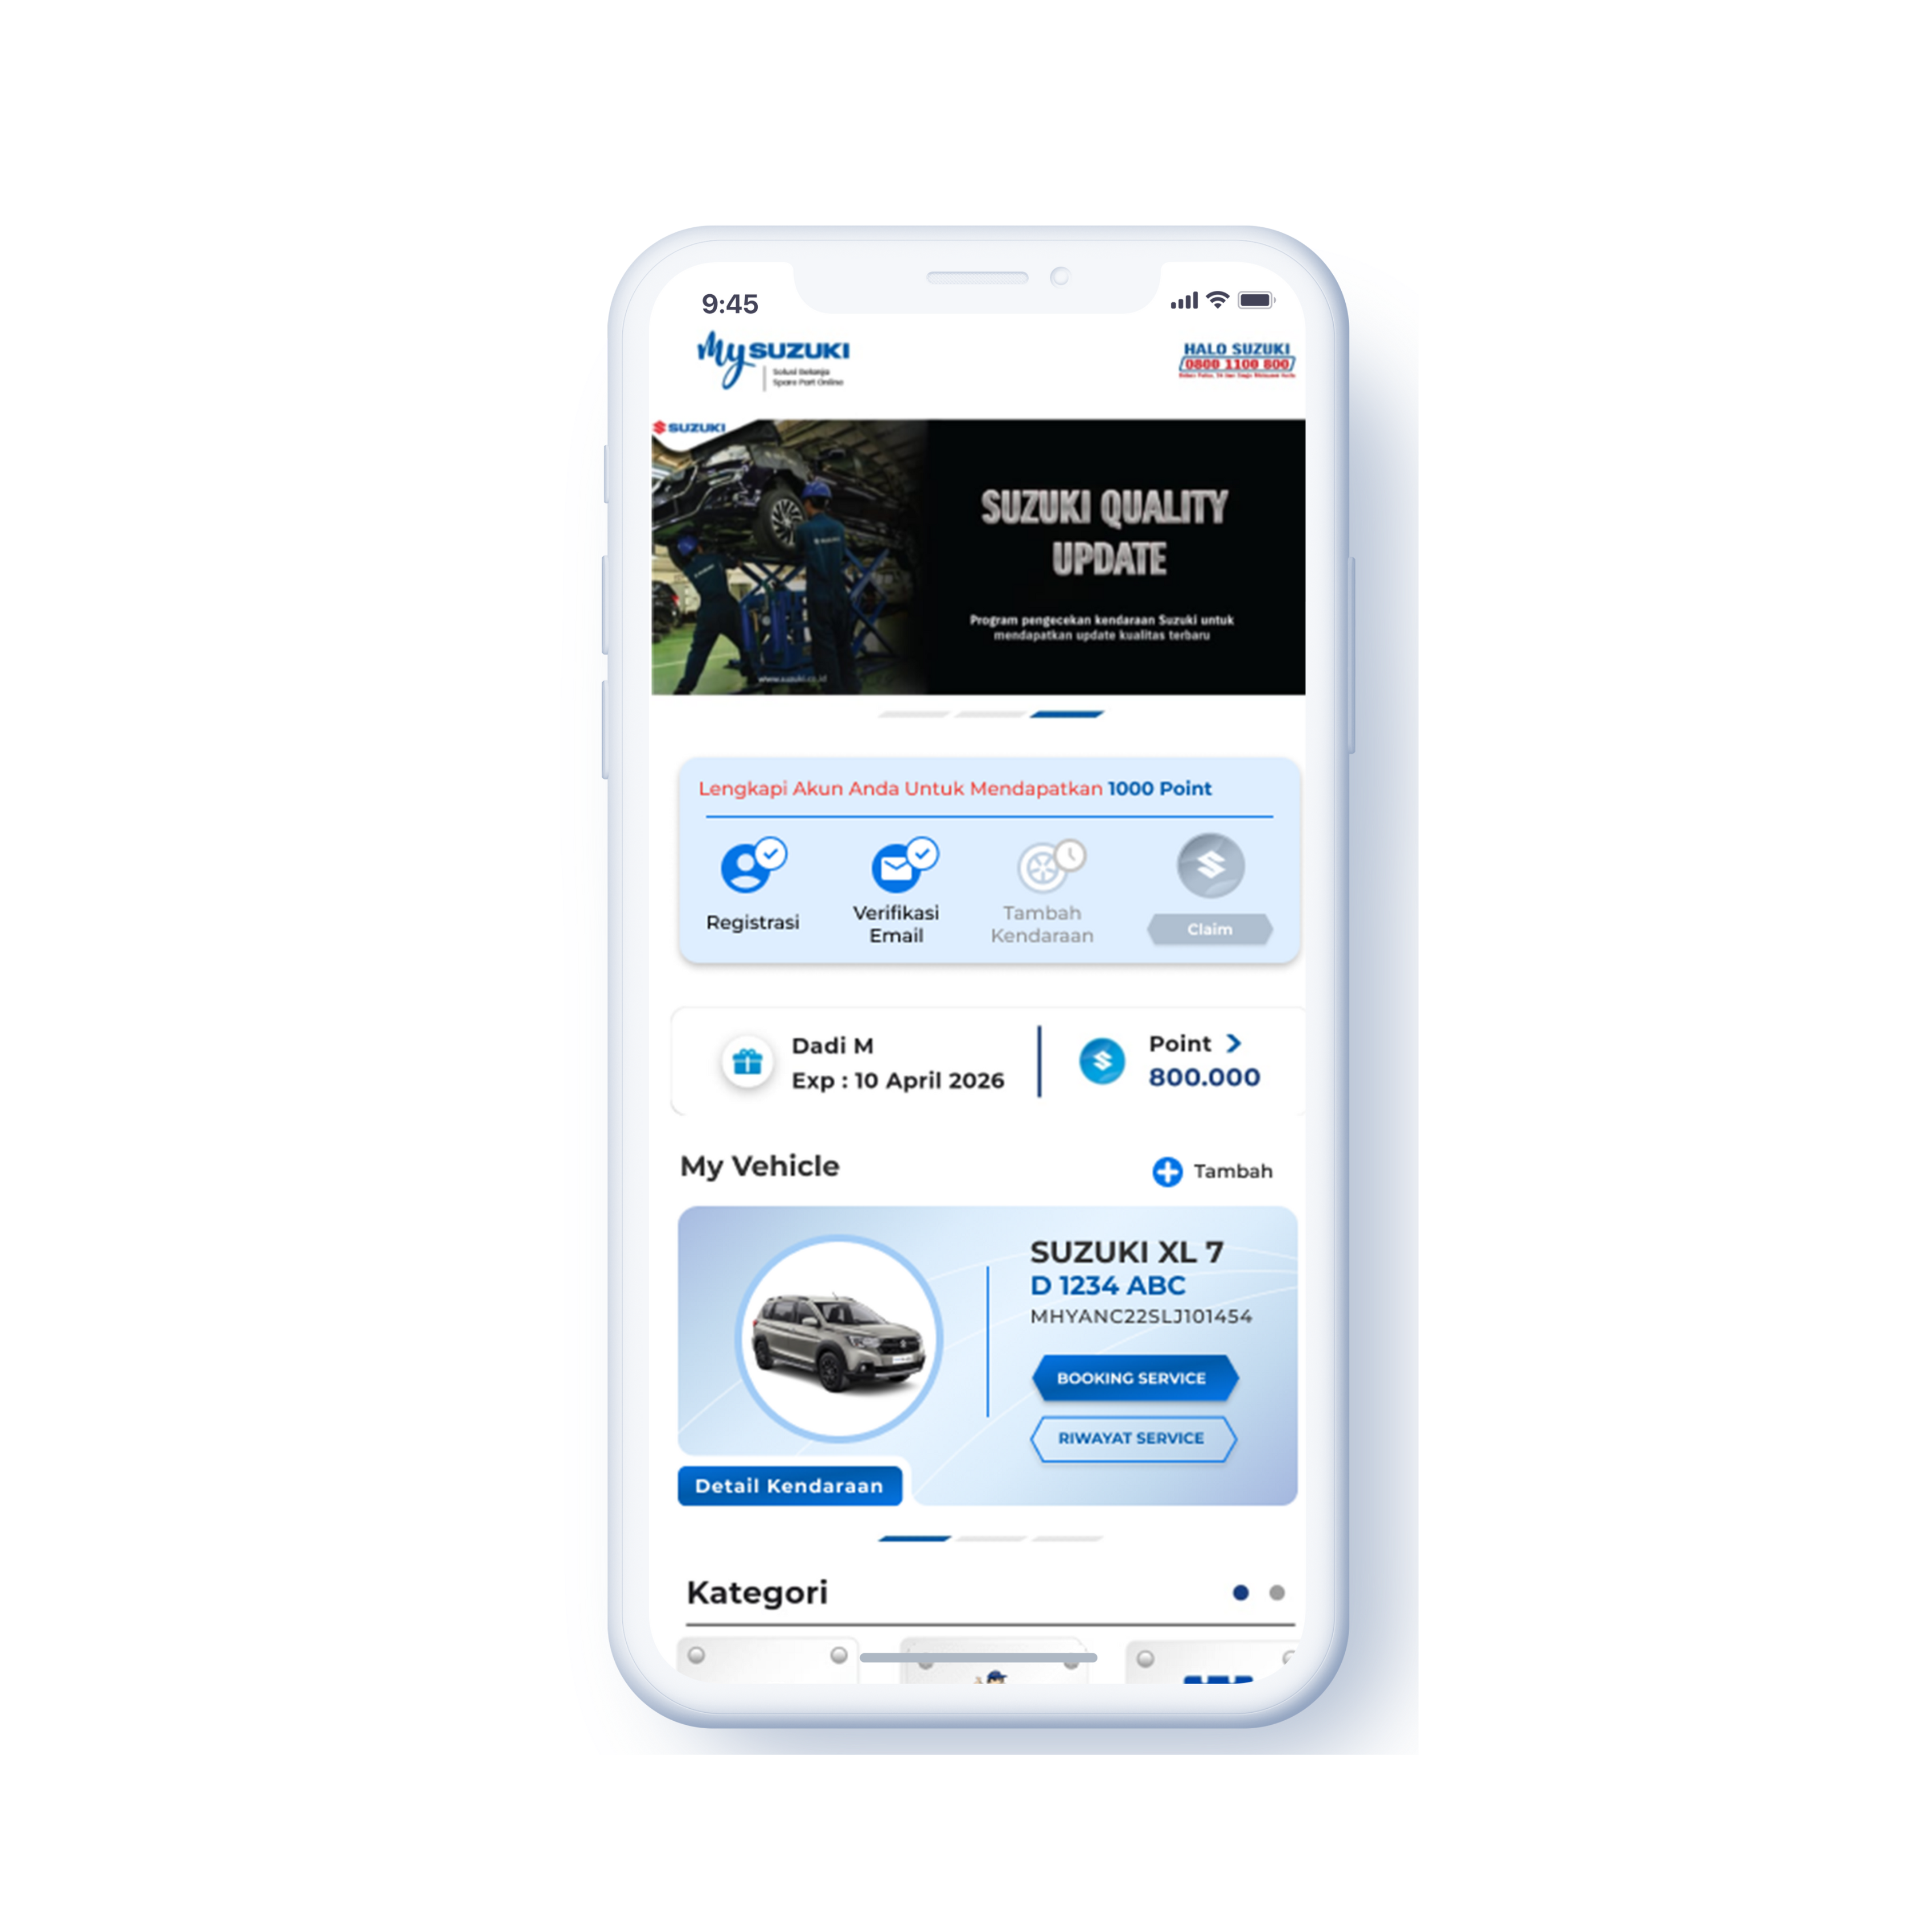 9:45
My SUZUKI
Solusi Belanja
Spare Part Online
HALO SUZUKI
0800 1100 800
SUZUKI
SUZUKI QUALITY
UPDATE
Program pengecekan kendaraan Suzuki untuk
mendapatkan update kualitas terbaru
www.suzuki.co.id
Lengkapi Akun Anda Untuk Mendapatkan 1000 Point
Registrasi
Verifikasi
Email
Tambah
Kendaraan
Claim
Dadi M
Exp : 10 April 2026
Point
800.000
My Vehicle
Tambah
SUZUKI XL 7
D 1234 ABC
MHYANC22SLJ101454
BOOKING SERVICE
RIWAYAT SERVICE
Detail Kendaraan
Kategori